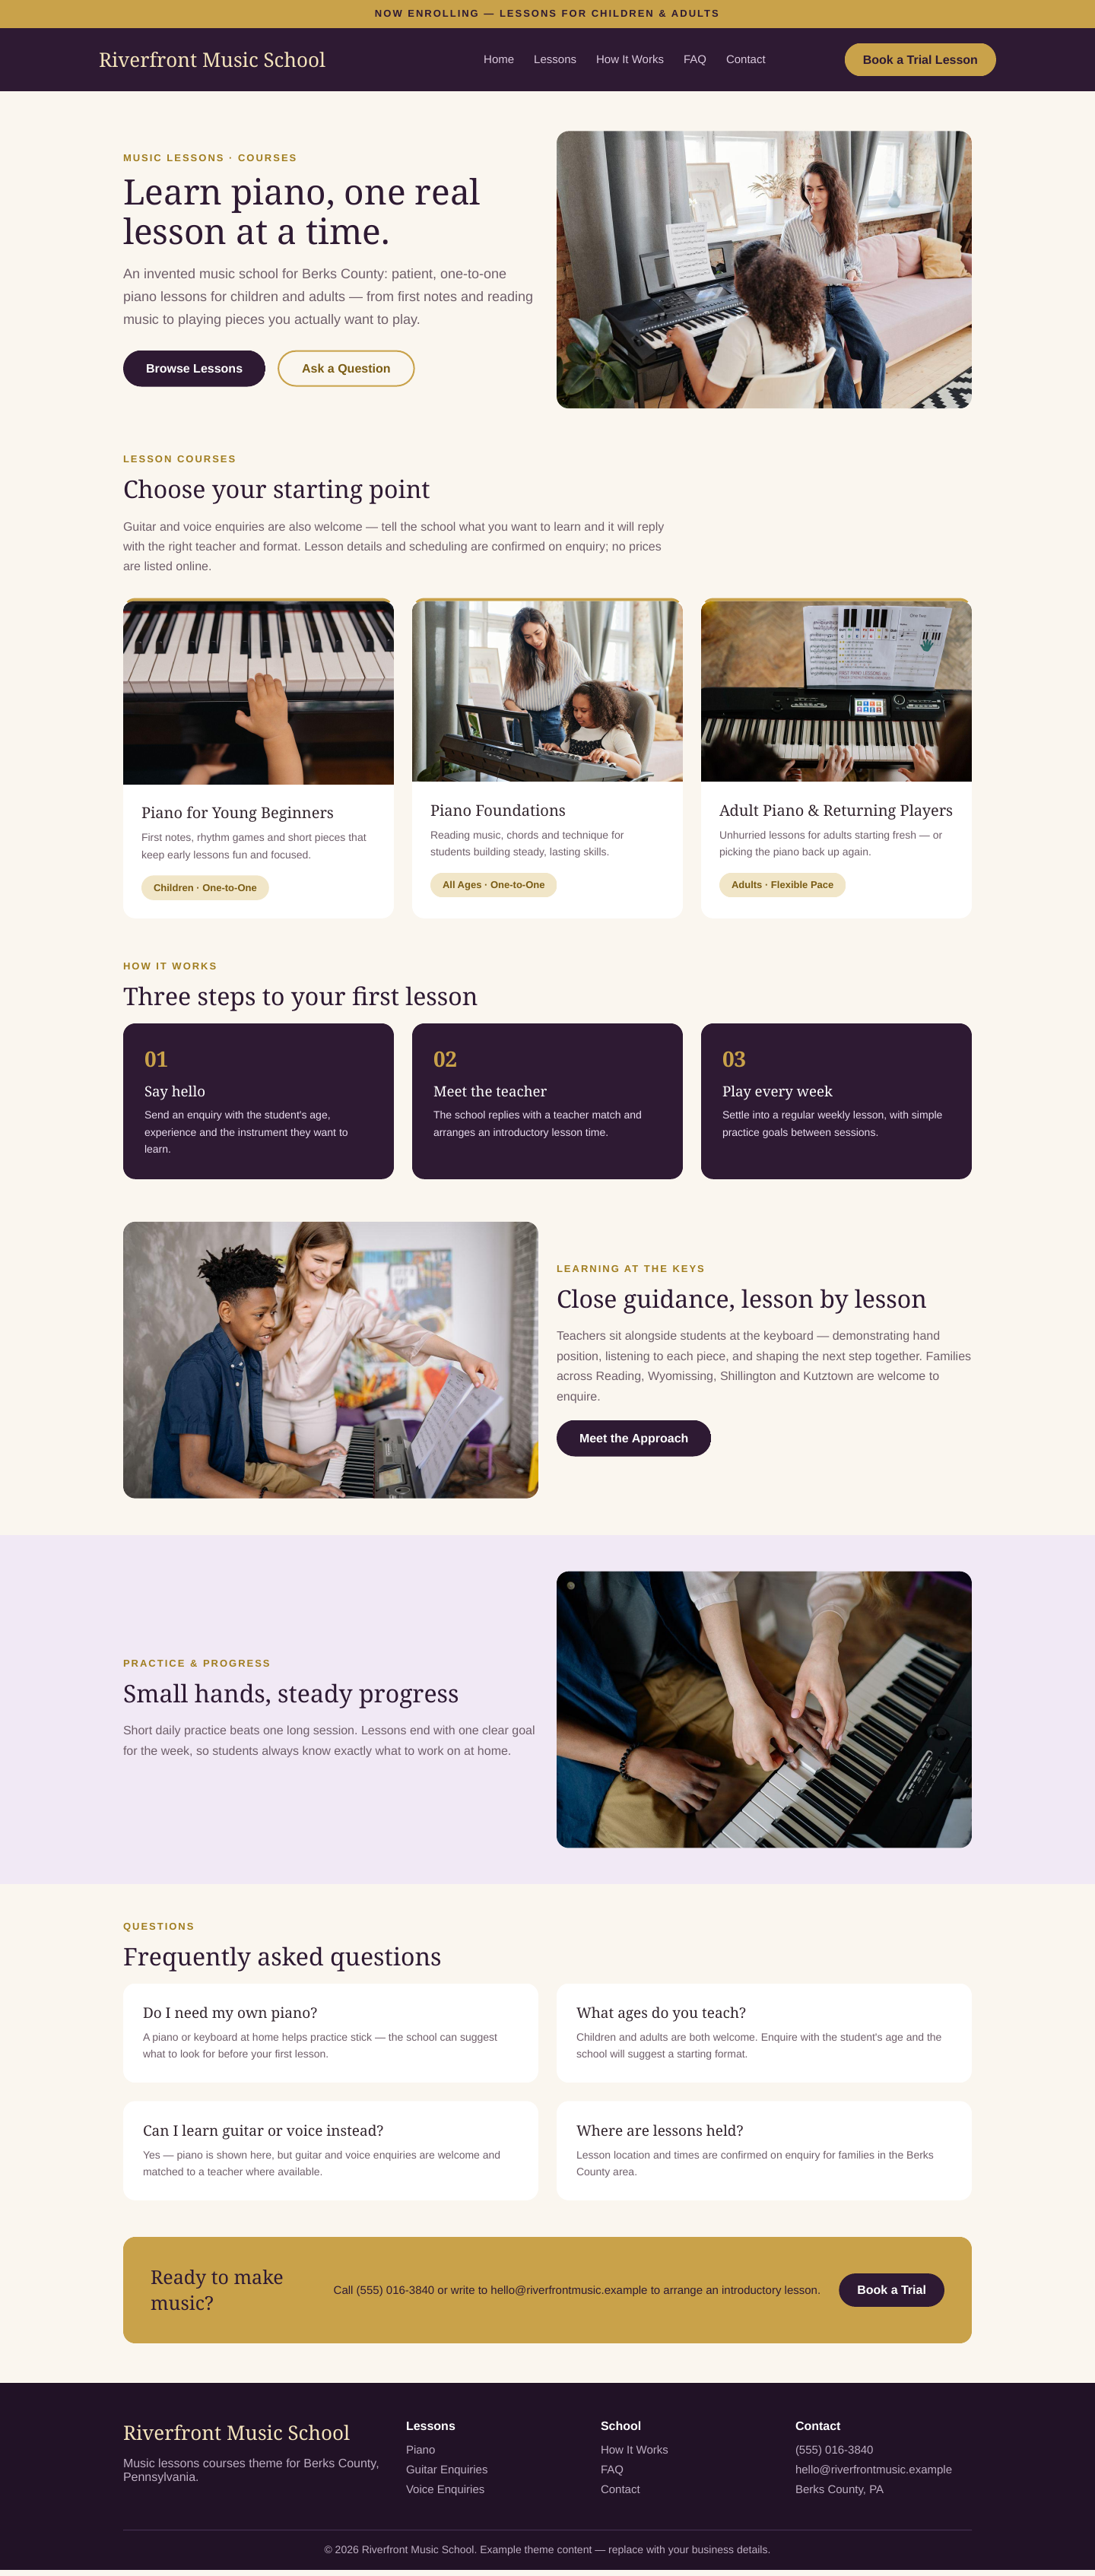 NOW ENROLLING — LESSONS FOR CHILDREN & ADULTS
Riverfront Music School
Home
Lessons
How It Works
FAQ
Contact
Book a Trial Lesson
MUSIC LESSONS · COURSES
Learn piano, one real
lesson at a time.
An invented music school for Berks County: patient, one-to-one
piano lessons for children and adults — from first notes and reading
music to playing pieces you actually want to play.
Browse Lessons
Ask a Question
LESSON COURSES
Choose your starting point
Guitar and voice enquiries are also welcome — tell the school what you want to learn and it will reply
with the right teacher and format. Lesson details and scheduling are confirmed on enquiry; no prices
are listed online.
Piano for Young Beginners
First notes, rhythm games and short pieces that
keep early lessons fun and focused.
Children · One-to-One
Piano Foundations
Reading music, chords and technique for
students building steady, lasting skills.
All Ages · One-to-One
Adult Piano & Returning Players
Unhurried lessons for adults starting fresh — or
picking the piano back up again.
Adults · Flexible Pace
HOW IT WORKS
Three steps to your first lesson
01
Say hello
Send an enquiry with the student's age,
experience and the instrument they want to
learn.
02
Meet the teacher
The school replies with a teacher match and
arranges an introductory lesson time.
03
Play every week
Settle into a regular weekly lesson, with simple
practice goals between sessions.
LEARNING AT THE KEYS
Close guidance, lesson by lesson
Teachers sit alongside students at the keyboard — demonstrating hand
position, listening to each piece, and shaping the next step together. Families
across Reading, Wyomissing, Shillington and Kutztown are welcome to
enquire.
Meet the Approach
PRACTICE & PROGRESS
Small hands, steady progress
Short daily practice beats one long session. Lessons end with one clear goal
for the week, so students always know exactly what to work on at home.
QUESTIONS
Frequently asked questions
Do I need my own piano?
A piano or keyboard at home helps practice stick — the school can suggest
what to look for before your first lesson.
What ages do you teach?
Children and adults are both welcome. Enquire with the student's age and the
school will suggest a starting format.
Can I learn guitar or voice instead?
Yes — piano is shown here, but guitar and voice enquiries are welcome and
matched to a teacher where available.
Where are lessons held?
Lesson location and times are confirmed on enquiry for families in the Berks
County area.
Ready to make
music?
Call (555) 016-3840 or write to hello@riverfrontmusic.example to arrange an introductory lesson.
Book a Trial
Riverfront Music School
Music lessons courses theme for Berks County,
Pennsylvania.
Lessons
Piano
Guitar Enquiries
Voice Enquiries
School
How It Works
FAQ
Contact
Contact
(555) 016-3840
hello@riverfrontmusic.example
Berks County, PA
© 2026 Riverfront Music School. Example theme content — replace with your business details.